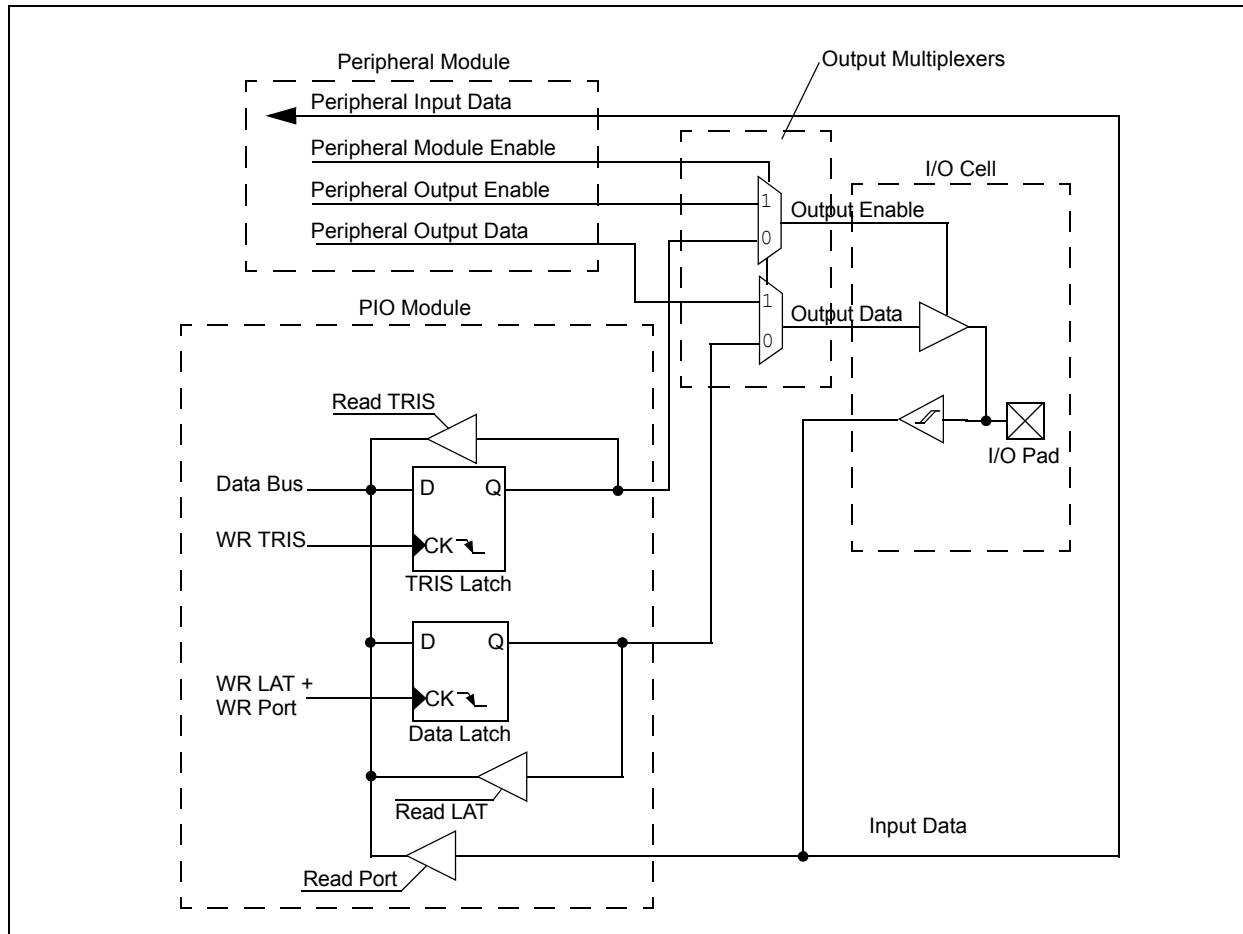 Peripheral Module
Output Multiplexers
Peripheral Input Data
Peripheral Module Enable
I/O Cell
Peripheral Output Enable
1
Output Enable
0
Peripheral Output Data
1
PIO Module
Output Data
0
Read TRIS
I/O Pad
Data Bus
D
Q
WR TRIS
CK
TRIS Latch
D
Q
WR LAT +
WR Port
CK
Data Latch
Read LAT
Input Data
Read Port